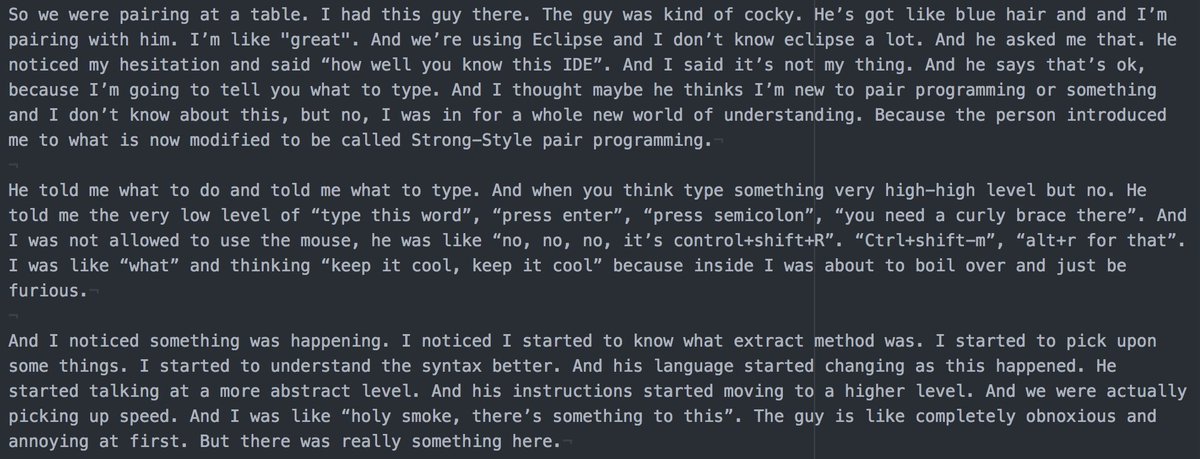 So we were pairing at a table. I had this guy there. The guy was kind of cocky. He’s got like blue hair and and I’m
pairing with him. I’m like "great". And we’re using Eclipse and I don’t know eclipse a lot. And he asked me that. He
noticed my hesitation and said “how well you know this IDE”. And I said it’s not my thing. And he says that’s ok,
because I’m going to tell you what to type. And I thought maybe he thinks I’m new to pair programming or something
and I don’t know about this, but no, I was in for a whole new world of understanding. Because the person introduced
me to what is now modified to be called Strong-Style pair programming.¬
¬
He told me what to do and told me what to type. And when you think type something very high-high level but no. He
told me the very low level of “type this word”, “press enter”, “press semicolon”, “you need a curly brace there”. And
I was not allowed to use the mouse, he was like “no, no, no, it’s control+shift+R”. “Ctrl+shift-m”, “alt+r for that”.
I was like “what” and thinking “keep it cool, keep it cool” because inside I was about to boil over and just be
furious.¬
¬
And I noticed something was happening. I noticed I started to know what extract method was. I started to pick upon
some things. I started to understand the syntax better. And his language started changing as this happened. He
started talking at a more abstract level. And his instructions started moving to a higher level. And we were actually
picking up speed. And I was like “holy smoke, there’s something to this”. The guy is like completely obnoxious and
annoying at first. But there was really something here.¬